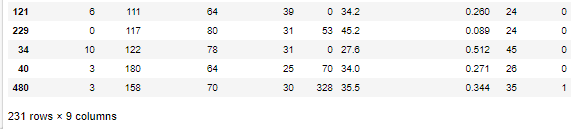 121 6 111 64 39 0 34.2 0.260 24 0
229 0 117 80 31 53 45.2 0.089 24 0
34 10 122 78 31 0 27.6 0.512 45 0
40 3 180 64 25 70 34.0 0.271 26 0
480 3 158 70 30 328 35.5 0.344 35 1
231 rows × 9 columns